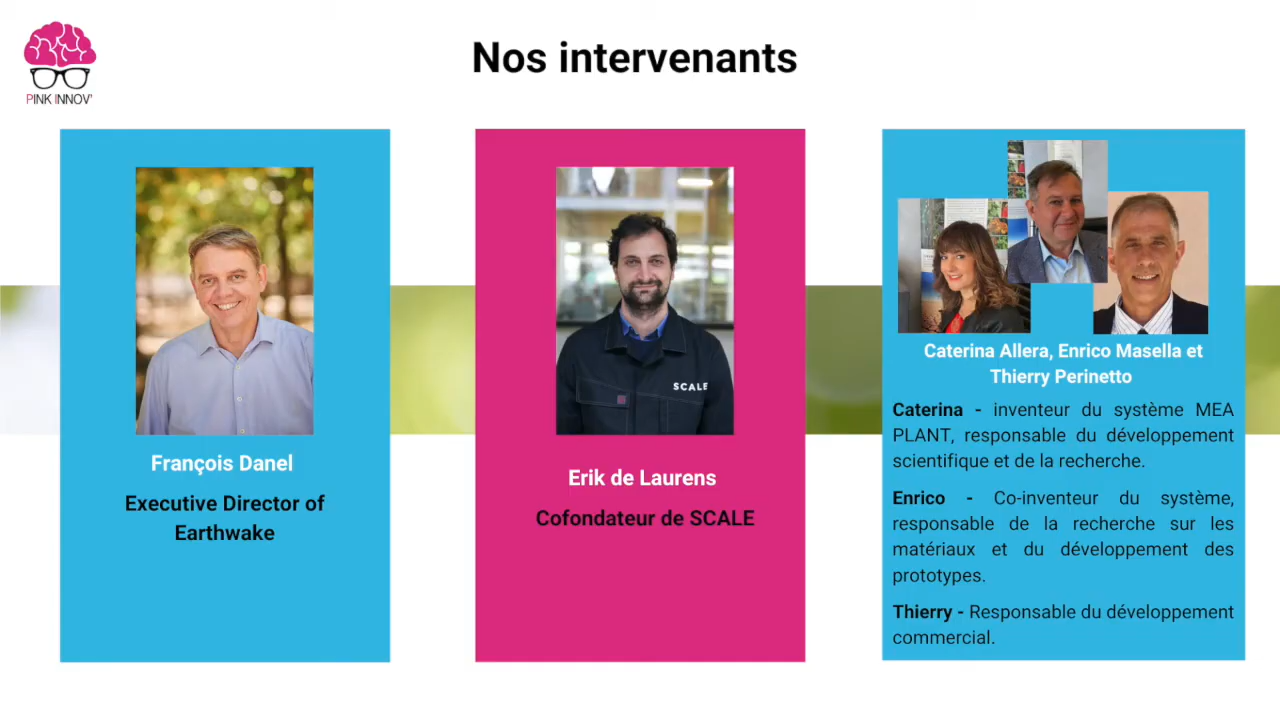 PINK INNOV'
Nos intervenants
SCALE
François Danel
Executive Director of
Earthwake
Erik de Laurens
Cofondateur de SCALE
Caterina Allera, Enrico Masella et
Thierry Perinetto
Caterina - inventeur du système MEA
PLANT, responsable du développement
scientifique et de la recherche.
Enrico - Co-inventeur du système,
responsable de la recherche sur les
matériaux et du développement des
prototypes.
Thierry - Responsable du développement
commercial.